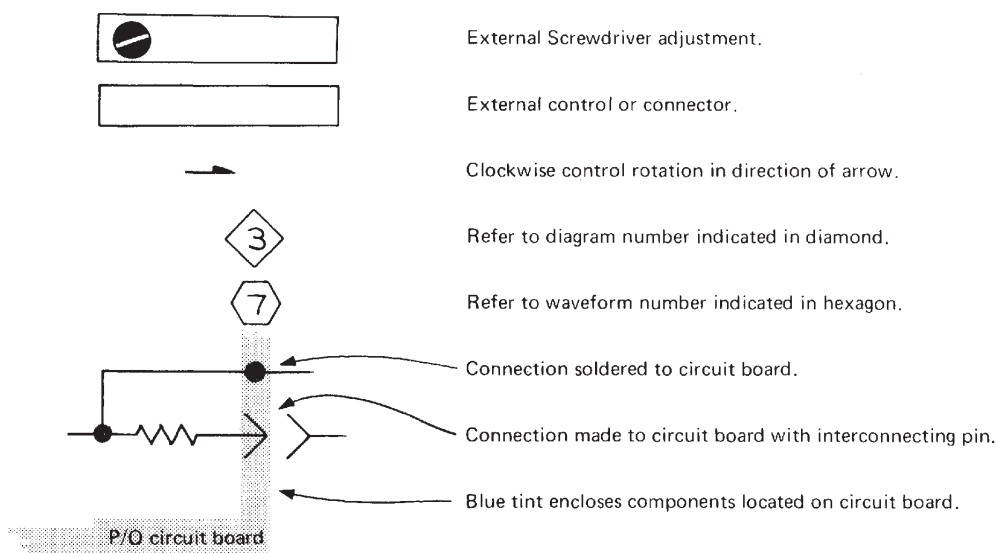 External Screwdriver adjustment.
External control or connector.
Clockwise control rotation in direction of arrow.
3
Refer to diagram number indicated in diamond.
7
Refer to waveform number indicated in hexagon.
Connection soldered to circuit board.
Connection made to circuit board with interconnecting pin.
Blue tint encloses components located on circuit board.
P/O circuit board